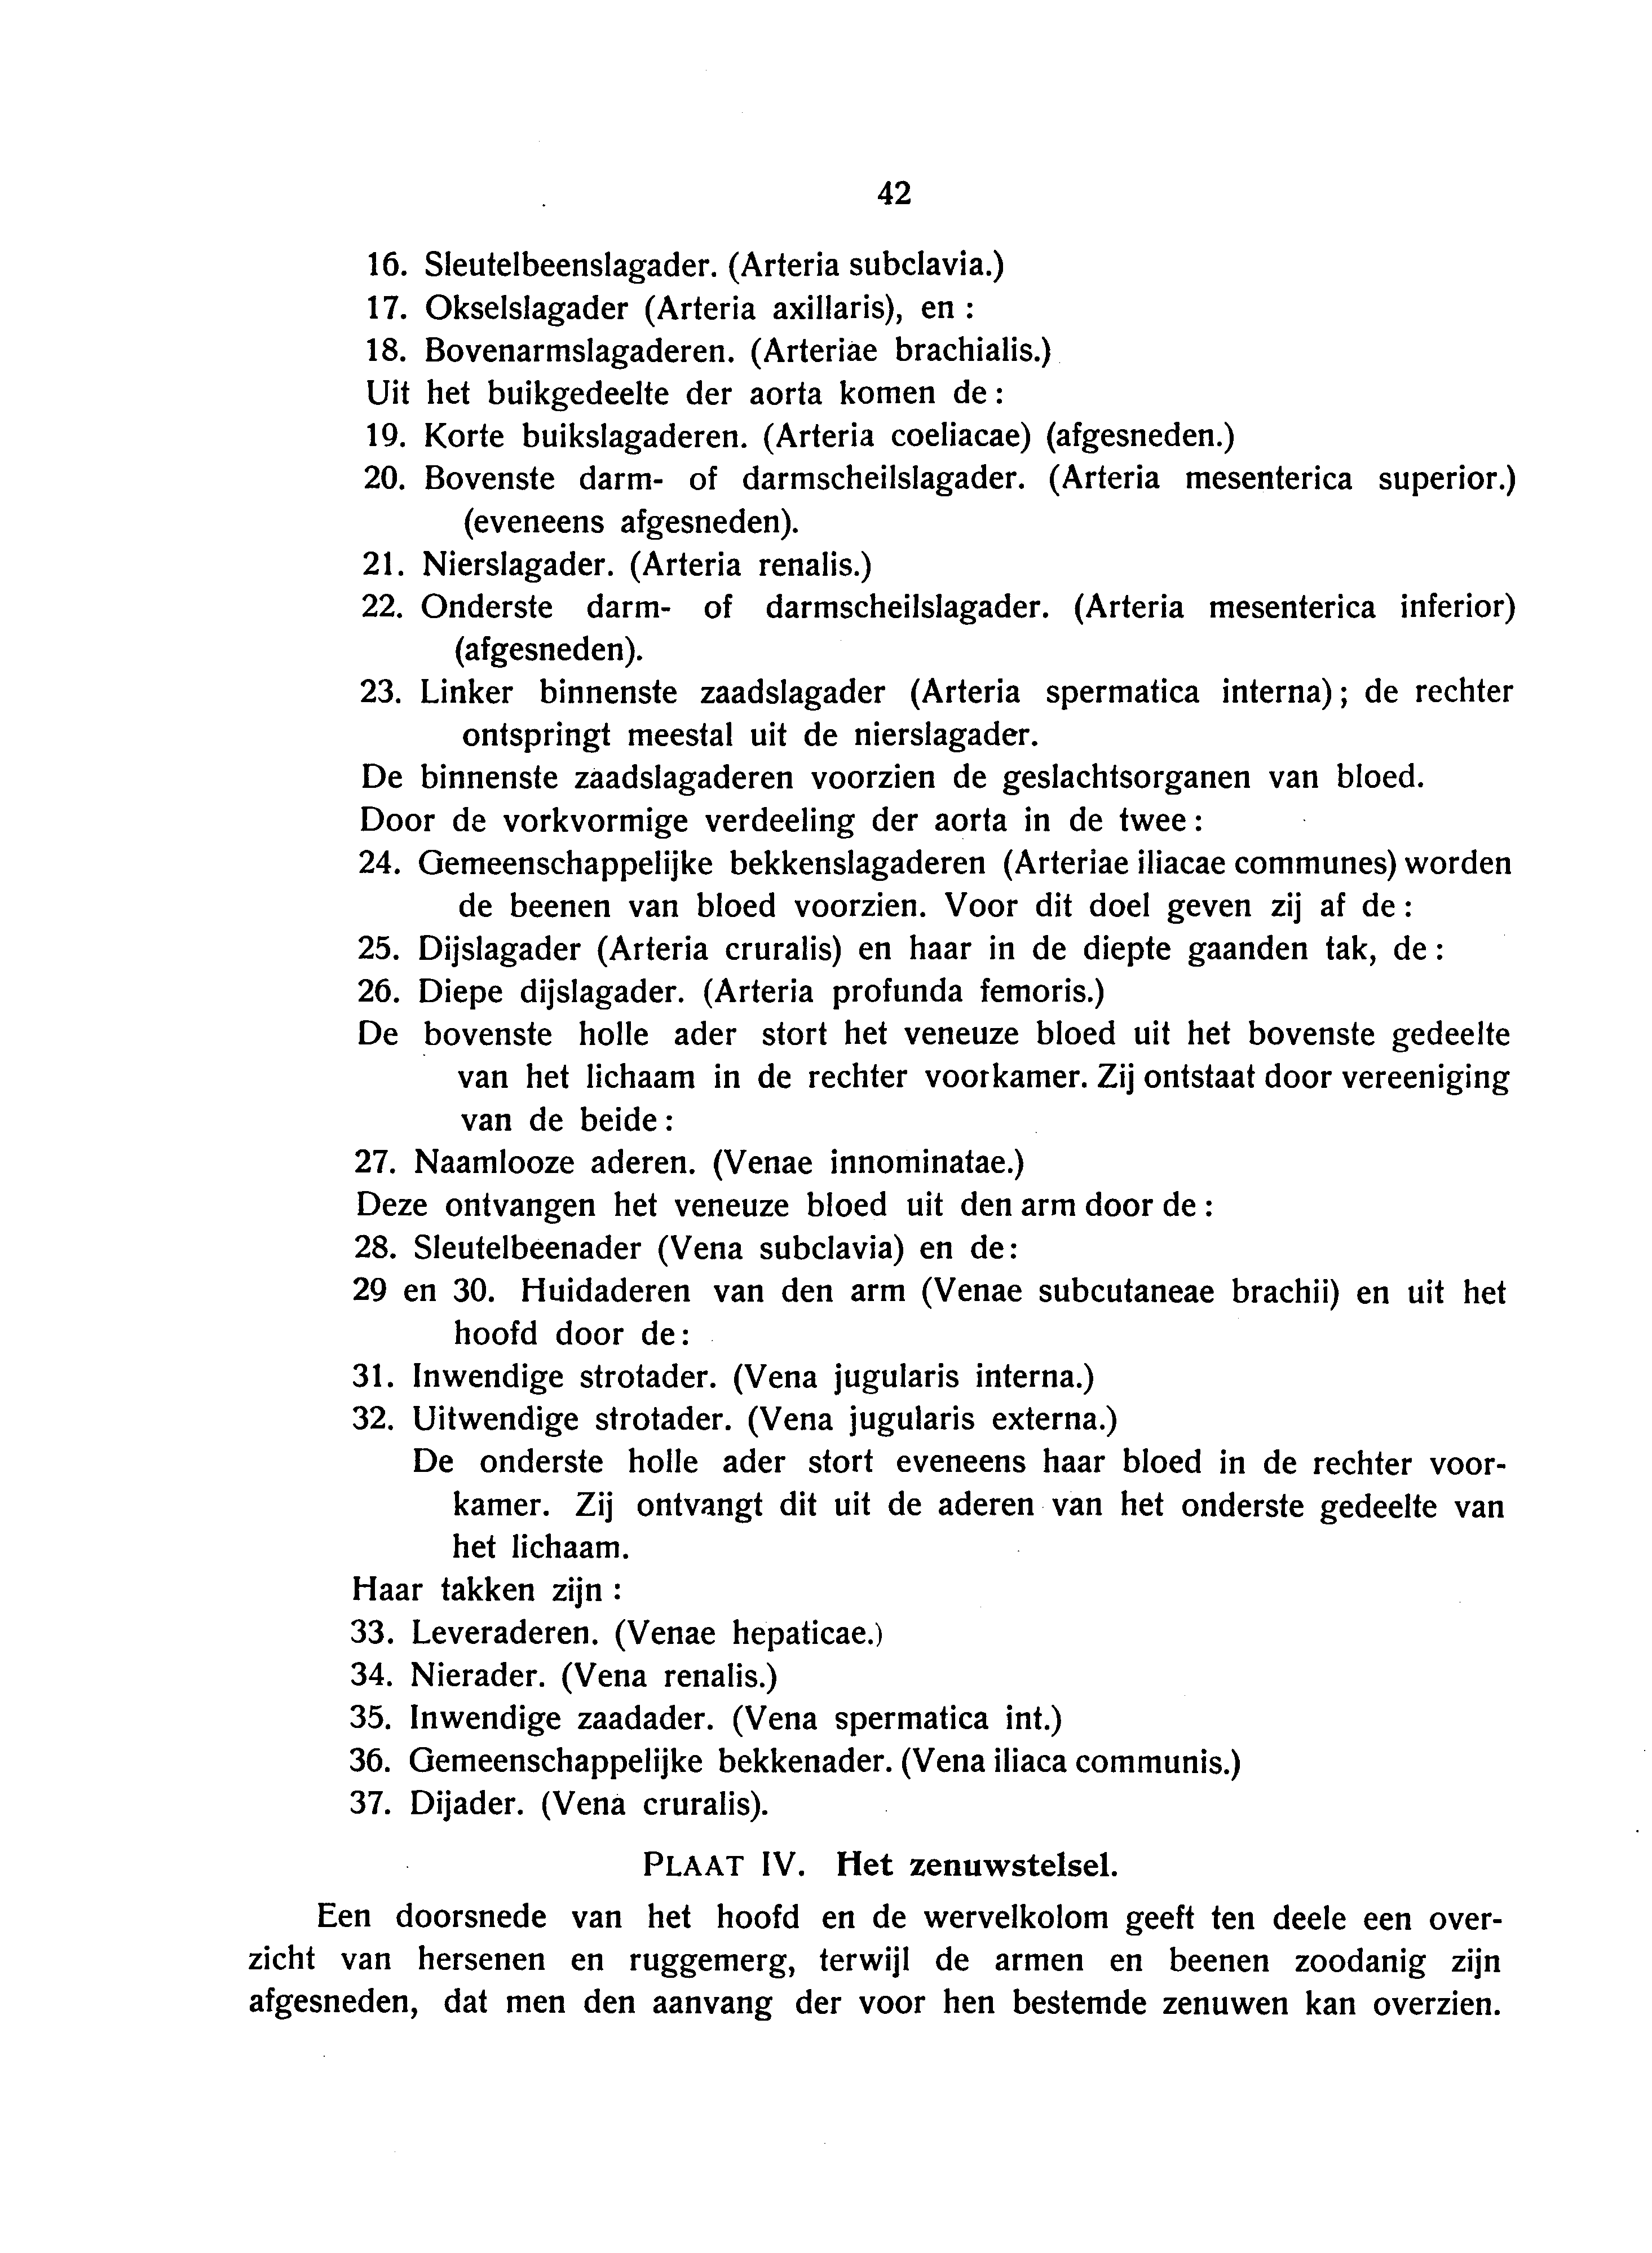 42
16. Sleutelbeenslagader. (Arteria subclavia.)
17. Okselslagader (Arteria axillaris), en :
18. Bovenarmslagaderen. (Arteriae brachialis.)
Uit het buikgedeelte der aorta komen de :
19. Korte buikslagaderen. (Arteria coeliacae) (afgesneden.)
20. Bovenste darm- of darmscheilslagader. (Arteria mesenterica superior.)
(eveneens afgesneden).
21. Nierslagader. (Arteria renalis.)
22. Onderste darm- of darmscheilslagader. (Arteria mesenterica inferior)
(afgesneden).
23. Linker binnenste zaadslagader (Arteria spermatica interna) ; de rechter
ontspringt meestal uit de nierslagader.
De binnenste zaadslagaderen voorzien de geslachtsorganen van bloed.
Door de vorkvormige verdeeling der aorta in de twee :
24. Gemeenschappelijke bekkenslagaderen (Arteriae iliacae communes) worden
de beenen van bloed voorzien. Voor dit doel geven zij af de :
25. Dijslagader (Arteria cruralis) en haar in de diepte gaanden tak, de :
26. Diepe dijslagader. (Arteria profunda femoris.)
De bovenste holle ader stort het veneuze bloed uit het bovenste gedeelte
van het lichaam in de rechter voorkamer. Zij ontstaat door vereeniging
van de beide :
27. Naamlooze aderen. (Venae innominatae.)
Deze ontvangen het veneuze bloed uit den arm door de :
28. Sleutelbeenader (Vena subclavia) en de :
29 en 30. Huidaderen van den arm (Venae subcutaneae brachii) en uit het
hoofd door de :
31. Inwendige strotader. (Vena jugularis interna.)
32. Uitwendige strotader. (Vena jugularis externa.)
De onderste holle ader stort eveneens haar bloed in de rechter voor-
kamer. Zij ontvangt dit uit de aderen van het onderste gedeelte van
het lichaam.
Haar takken zijn :
33. Leveraderen. (Venae hepaticae.)
34. Nierader. (Vena renalis.)
35. Inwendige zaadader. (Vena spermatica int.)
36. Gemeenschappelijke bekkenader. (Vena iliaca communis.)
37. Dijader. (Vena cruralis).
PLAAT IV. Het zenuwstelsel.
Een doorsnede van het hoofd en de wervelkolom geeft ten deele een over-
zicht van hersenen en ruggemerg, terwijl de armen en beenen zoodanig zijn
afgesneden, dat men den aanvang der voor hen bestemde zenuwen kan overzien.